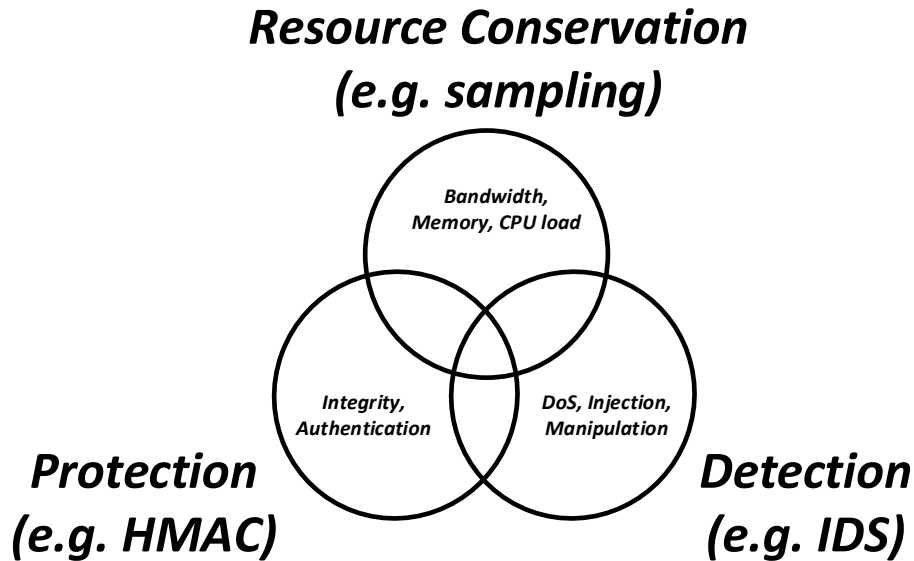 Resource Conservation
(e.g. sampling)
Bandwidth,
Memory, CPU load
Integrity,
Authentication
DoS, Injection,
Manipulation
Protection
(e.g. HMAC)
Detection
(e.g. IDS)